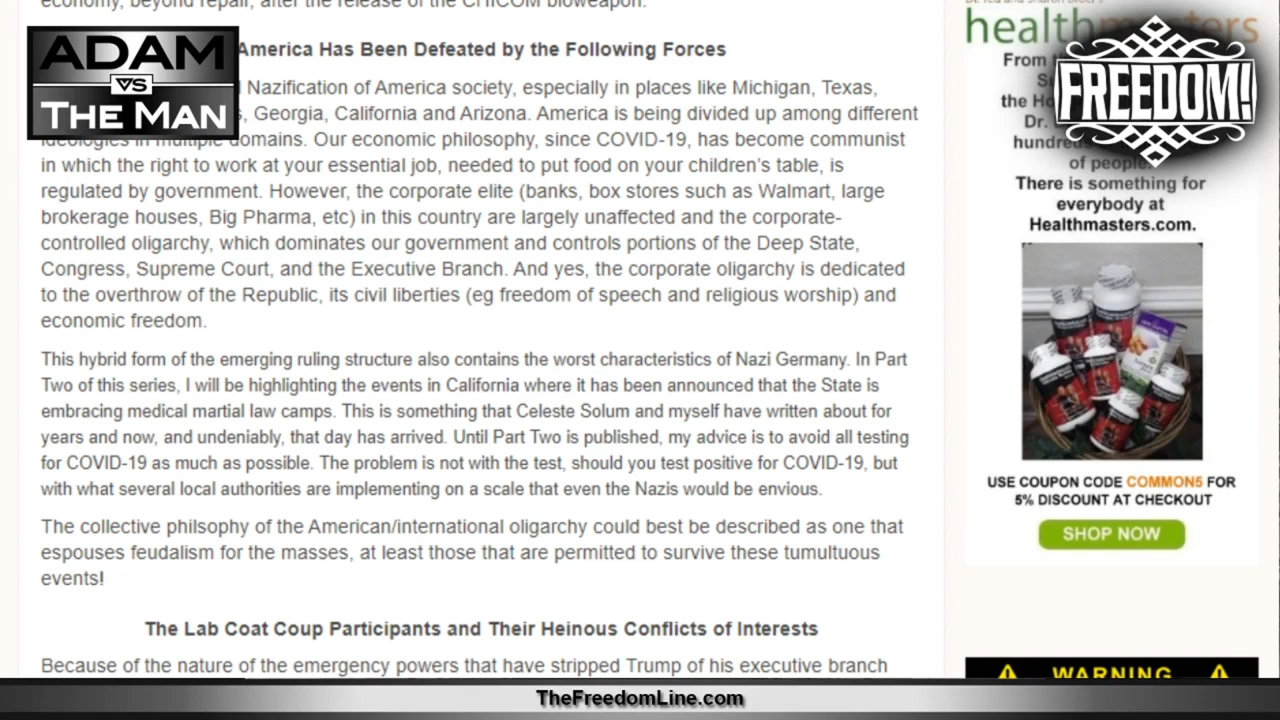 economy, beyond repair, after the release of the CHICOM bioweapon.
America Has Been Defeated by the Following Forces
Nazification of America society, especially in places like Michigan, Texas,
Georgia, California and Arizona. America is being divided up among different
ideologies in multiple domains. Our economic philosophy, since COVID-19, has become communist
in which the right to work at your essential job, needed to put food on your children's table, is
regulated by government. However, the corporate elite (banks, box stores such as Walmart, large
brokerage houses, Big Pharma, etc) in this country are largely unaffected and the corporate-
controlled oligarchy, which dominates our government and controls portions of the Deep State,
Congress, Supreme Court, and the Executive Branch. And yes, the corporate oligarchy is dedicated
to the overthrow of the Republic, its civil liberties (eg freedom of speech and religious worship) and
economic freedom.
This hybrid form of the emerging ruling structure also contains the worst characteristics of Nazi Germany. In Part
Two of this series, I will be highlighting the events in California where it has been announced that the State is
embracing medical martial law camps. This is something that Celeste Solum and myself have written about for
years and now, and undeniably, that day has arrived. Until Part Two is published, my advice is to avoid all testing
for COVID-19 as much as possible. The problem is not with the test, should you test positive for COVID-19, but
with what several local authorities are implementing on a scale that even the Nazis would be envious.
The collective philsophy of the American/international oligarchy could best be described as one that
espouses feudalism for the masses, at least those that are permitted to survive these tumultuous
events!
The Lab Coat Coup Participants and Their Heinous Conflicts of Interests
Because of the nature of the emergency powers that have stripped Trump of his executive branch
ADAM
VS
THE MAN
healthmasters
From
the
Dr.
of people.
There is something for
everybody at
Healthmasters.com.
USE COUPON CODE COMMON5 FOR
5% DISCOUNT AT CHECKOUT
SHOP NOW
WARNING
FREEDOM!
TheFreedomLine.com